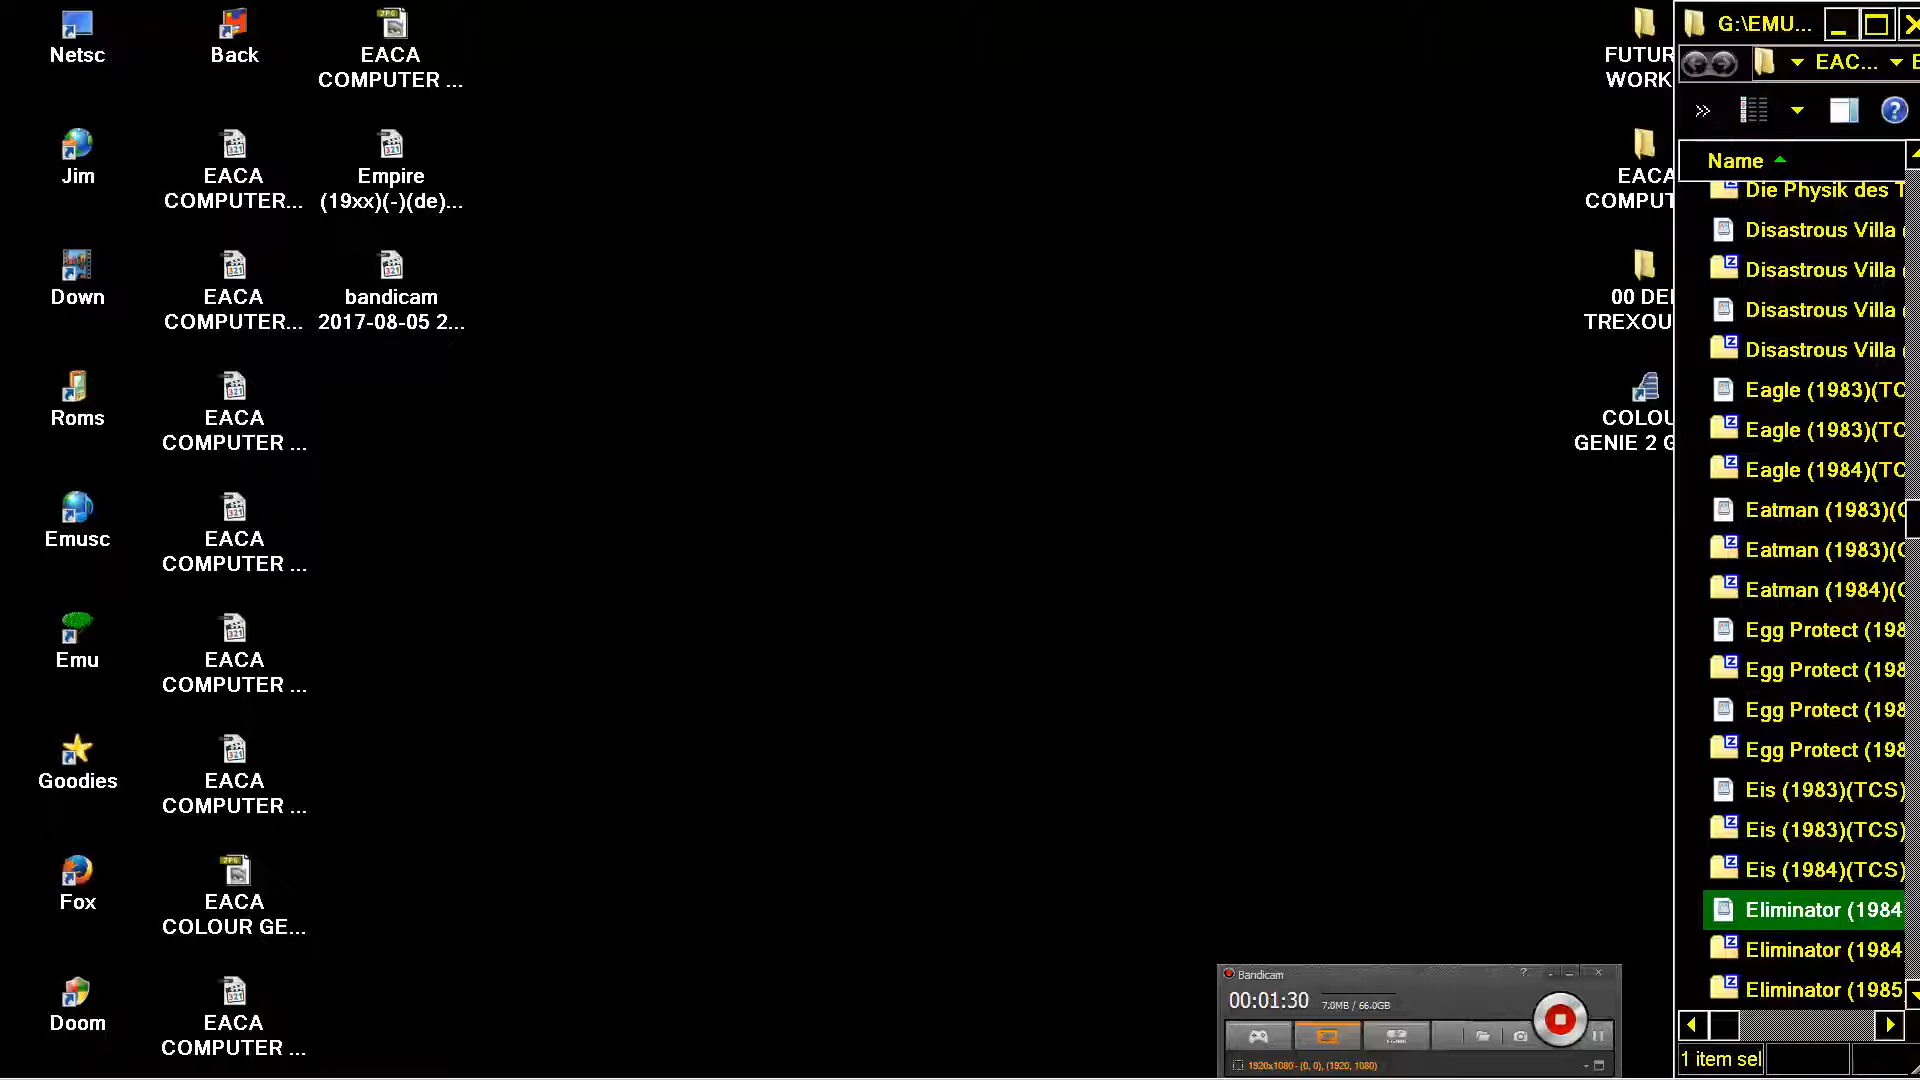 Netsc
Back
EACA
COMPUTER ...
Jim
EACA
COMPUTER...
Empire
(19xx)(-)(de)...
Down
EACA
COMPUTER...
bandicam
2017-08-05 2...
Roms
EACA
COMPUTER ...
Emusc
EACA
COMPUTER ...
Emu
EACA
COMPUTER ...
Goodies
EACA
COMPUTER ...
Fox
EACA
COLOUR GE...
Doom
EACA
COMPUTER ...
FUTUR
WORK
EACA
COMPUT
00 DE
TREXOU
COLOU
GENIE 2 G
G:\EMU...
EAC...
E
Name
Die Physik des T
Disastrous Villa
Disastrous Villa
Disastrous Villa
Disastrous Villa
Eagle (1983)(TC
Eagle (1983)(TC
Eagle (1984)(TC
Eatman (1983)(C
Eatman (1983)(C
Eatman (1984)(C
Egg Protect (198
Egg Protect (198
Egg Protect (198
Egg Protect (198
Eis (1983)(TCS)
Eis (1983)(TCS)
Eis (1984)(TCS)
Eliminator (1984
Eliminator (1984
Eliminator (1985
1 item sel
Bandicam
00:01:30
7.0MB / 66.0GB
1920x1080 - (0, 0), (1920, 1080)